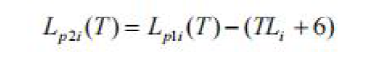 L_{p2i}(T) = L_{p1i}(T) − (TL_i + 6)